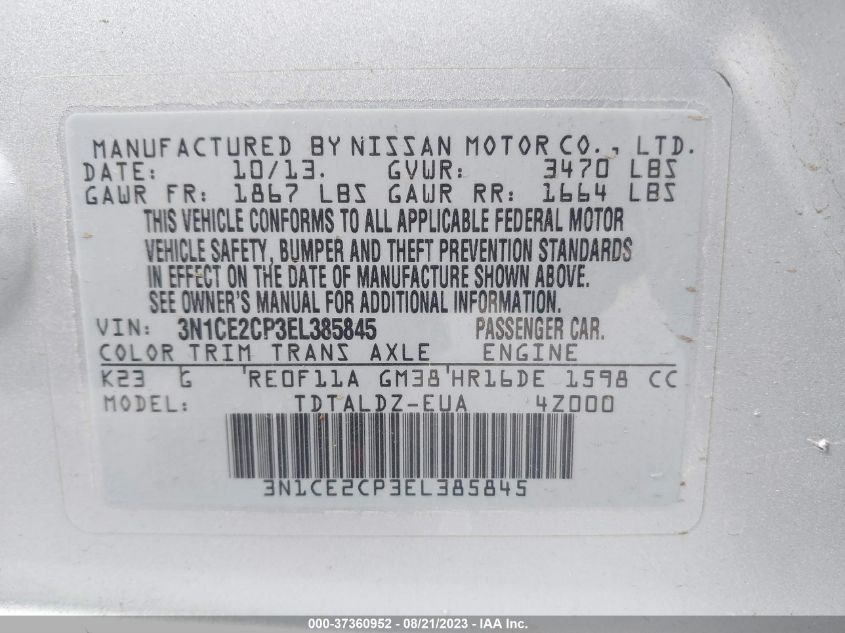 MANUFACTURED BY NISSAN MOTOR CO., LTD.
DATE: 10/13. GVWR: 3470 LBS
GAWR FR: 1867 LBS GAWR RR: 1664 LBS
THIS VEHICLE CONFORMS TO ALL APPLICABLE FEDERAL MOTOR
VEHICLE SAFETY, BUMPER AND THEFT PREVENTION STANDARDS
IN EFFECT ON THE DATE OF MANUFACTURE SHOWN ABOVE.
SEE OWNER'S MANUAL FOR ADDITIONAL INFORMATION.
VIN: 3N1CE2CP3EL385845 PASSENGER CAR.
COLOR TRIM TRANS AXLE ENGINE
K23 G 'RE0F11A GM38'HR16DE 1598 CC
MODEL: TDTALDZ-EUA 4Z000
3N1CE2CP3EL385845
000-37360952 - 08/21/2023 - IAA Inc.